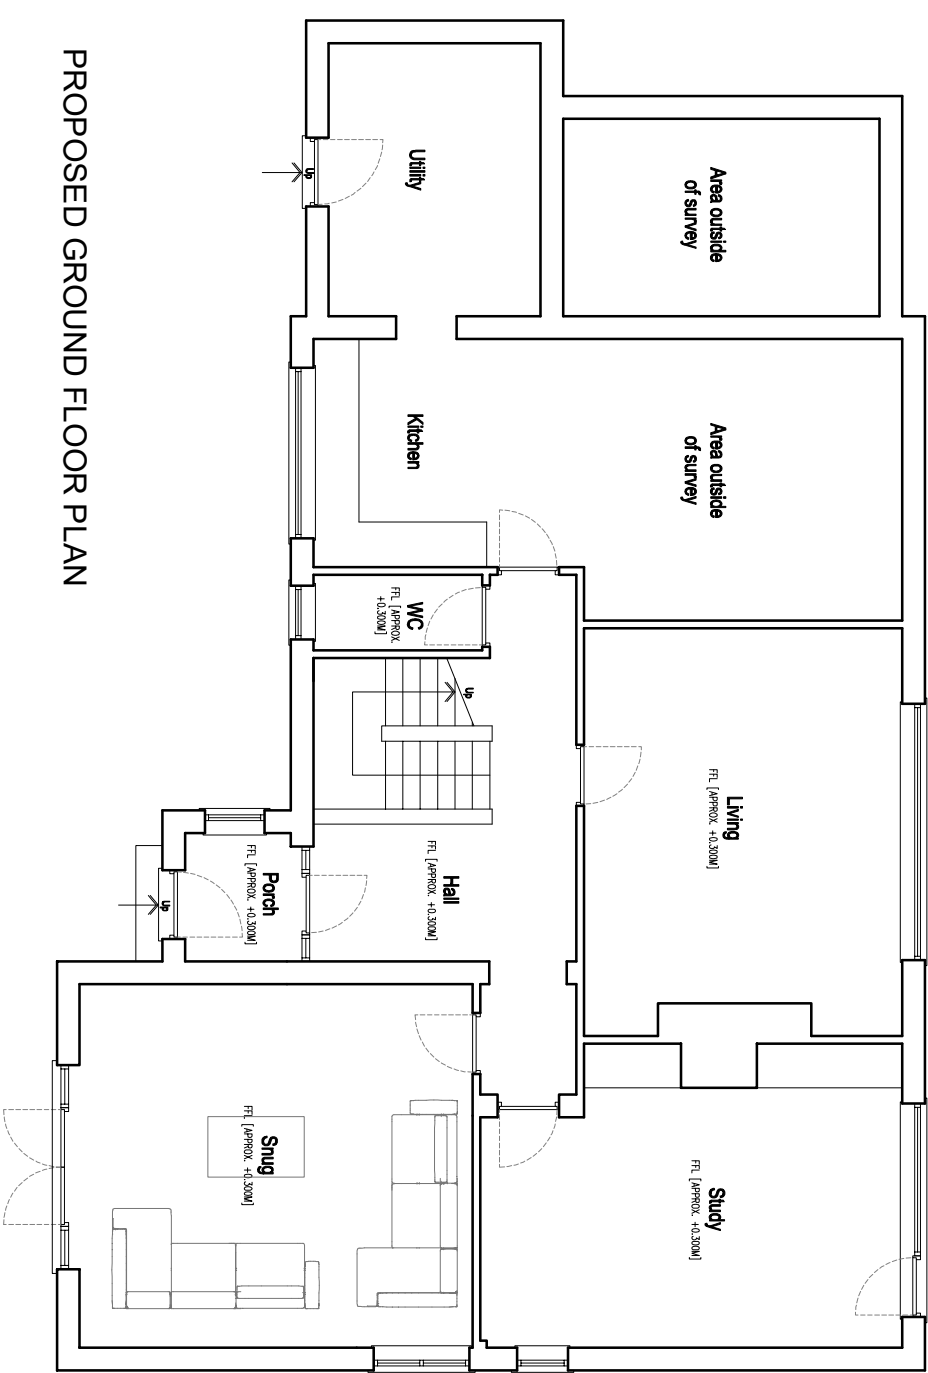 PROPOSED GROUND FLOOR PLAN
Utility
Up
Area outside
of survey
Kitchen
Area outside
of survey
WC
FFL [APPROX.
+0.300M]
Up
Living
FFL [APPROX. +0.300M]
Hall
FFL [APPROX. +0.300M]
Porch
FFL [APPROX. +0.300M]
Up
Snug
FFL [APPROX. +0.300M]
Study
FFL [APPROX. +0.300M]